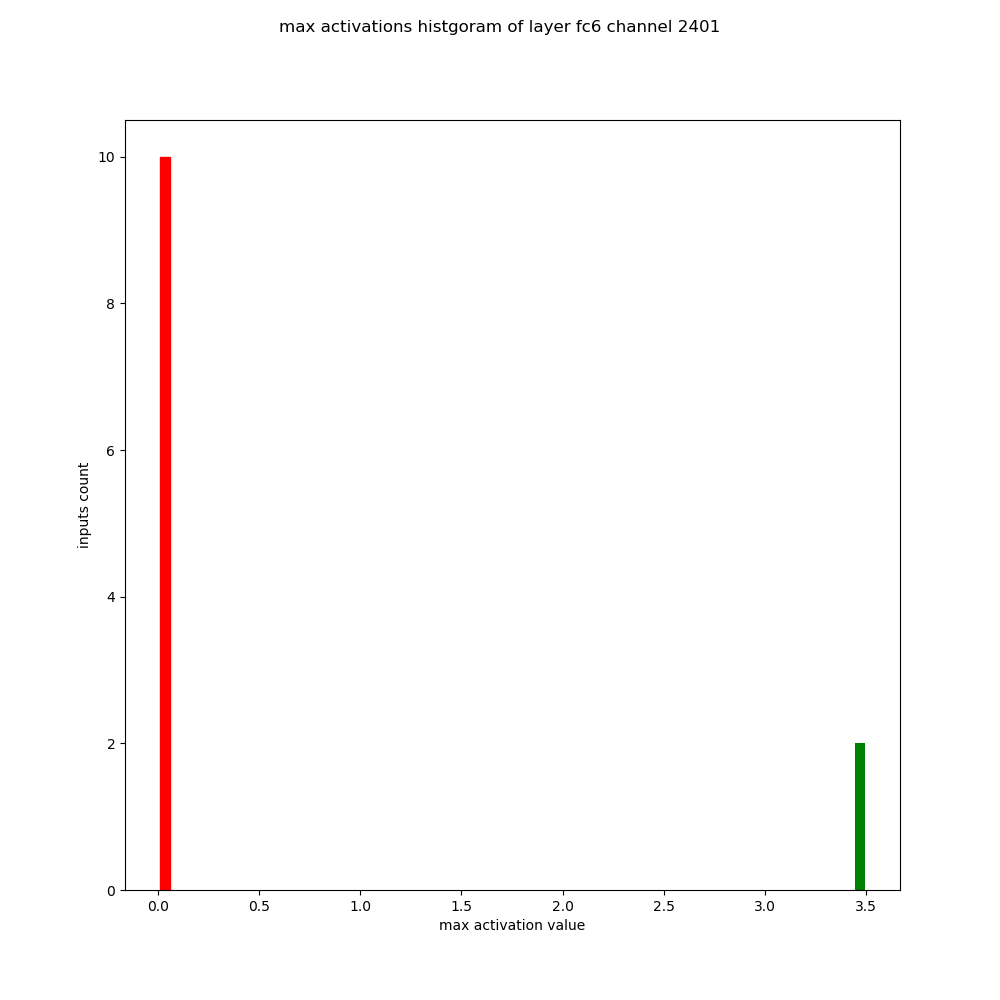 max activations histgoram of layer fc6 channel 2401
10
8
6
4
2
0
inputs count
0.0 0.5 1.0 1.5 2.0 2.5 3.0 3.5
max activation value